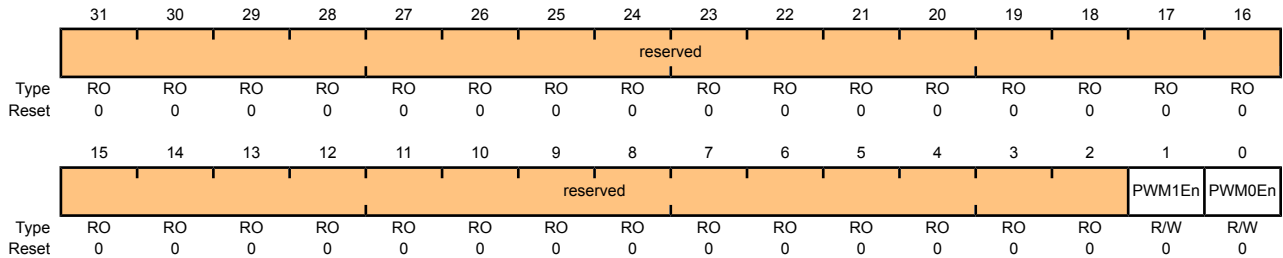 31 30 29 28 27 26 25 24 23 22 21 20 19 18 17 16
reserved
Type RO RO RO RO RO RO RO RO RO RO RO RO RO RO RO RO
Reset 0 0 0 0 0 0 0 0 0 0 0 0 0 0 0 0
15 14 13 12 11 10 9 8 7 6 5 4 3 2 1 0
reserved PWM1En PWM0En
Type RO RO RO RO RO RO RO RO RO RO RO RO RO RO R/W R/W
Reset 0 0 0 0 0 0 0 0 0 0 0 0 0 0 0 0